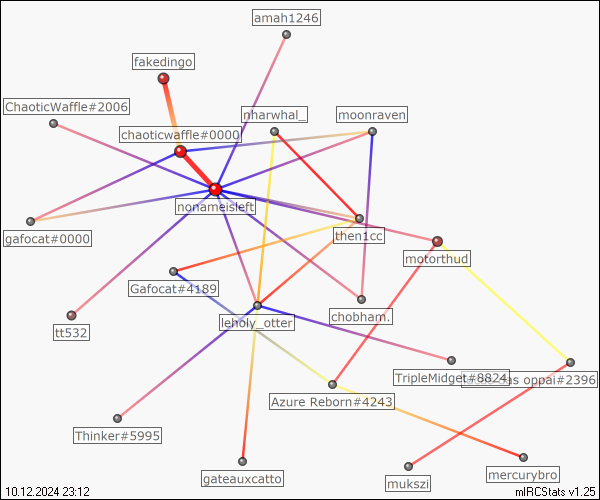 amah1246
fakedingo
ChaoticWaffle#2006
nharwhal_
moonraven
chaoticwaffle#0000
nonameisleft
gafocat#0000
then1cc
motorthud
Gafocat#4189
chobham.
leholy_otter
tt532
TripleMidget#8824
oppai#2396
Azure Reborn#4243
Thinker#5995
gateauxcatto
mukszi
mercurybro
10.12.2024 23:12
mIRCStats v1.25